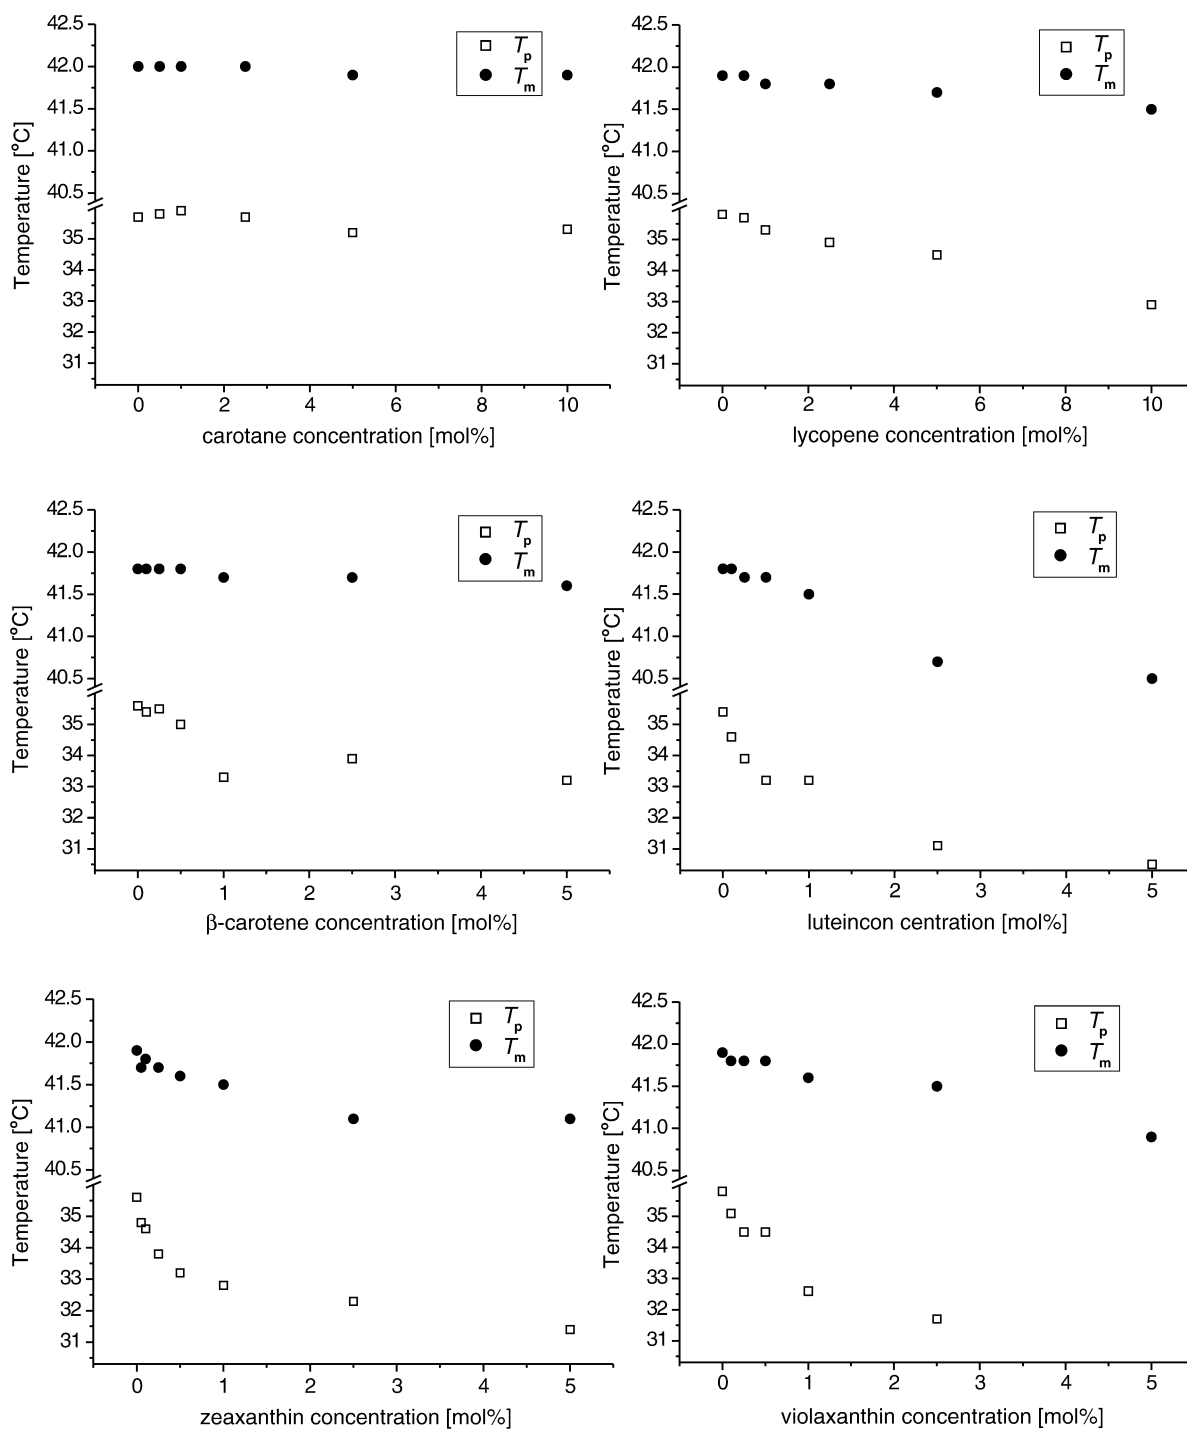 42.5
42.0
41.5
41.0
40.5
35
34
33
32
31
Temperature [°C]
Tp
Tm
0 2 4 6 8 10
carotane concentration [mol%]
42.5
42.0
41.5
41.0
40.5
35
34
33
32
31
Temperature [°C]
Tp
Tm
0 2 4 6 8 10
lycopene concentration [mol%]
42.5
42.0
41.5
41.0
40.5
35
34
33
32
31
Temperature [°C]
Tp
Tm
0 1 2 3 4 5
β-carotene concentration [mol%]
42.5
42.0
41.5
41.0
40.5
35
34
33
32
31
Temperature [°C]
Tp
Tm
0 1 2 3 4 5
luteincon centration [mol%]
42.5
42.0
41.5
41.0
40.5
35
34
33
32
31
Temperature [°C]
Tp
Tm
0 1 2 3 4 5
zeaxanthin concentration [mol%]
42.5
42.0
41.5
41.0
40.5
35
34
33
32
31
Temperature [°C]
Tp
Tm
0 1 2 3 4 5
violaxanthin concentration [mol%]